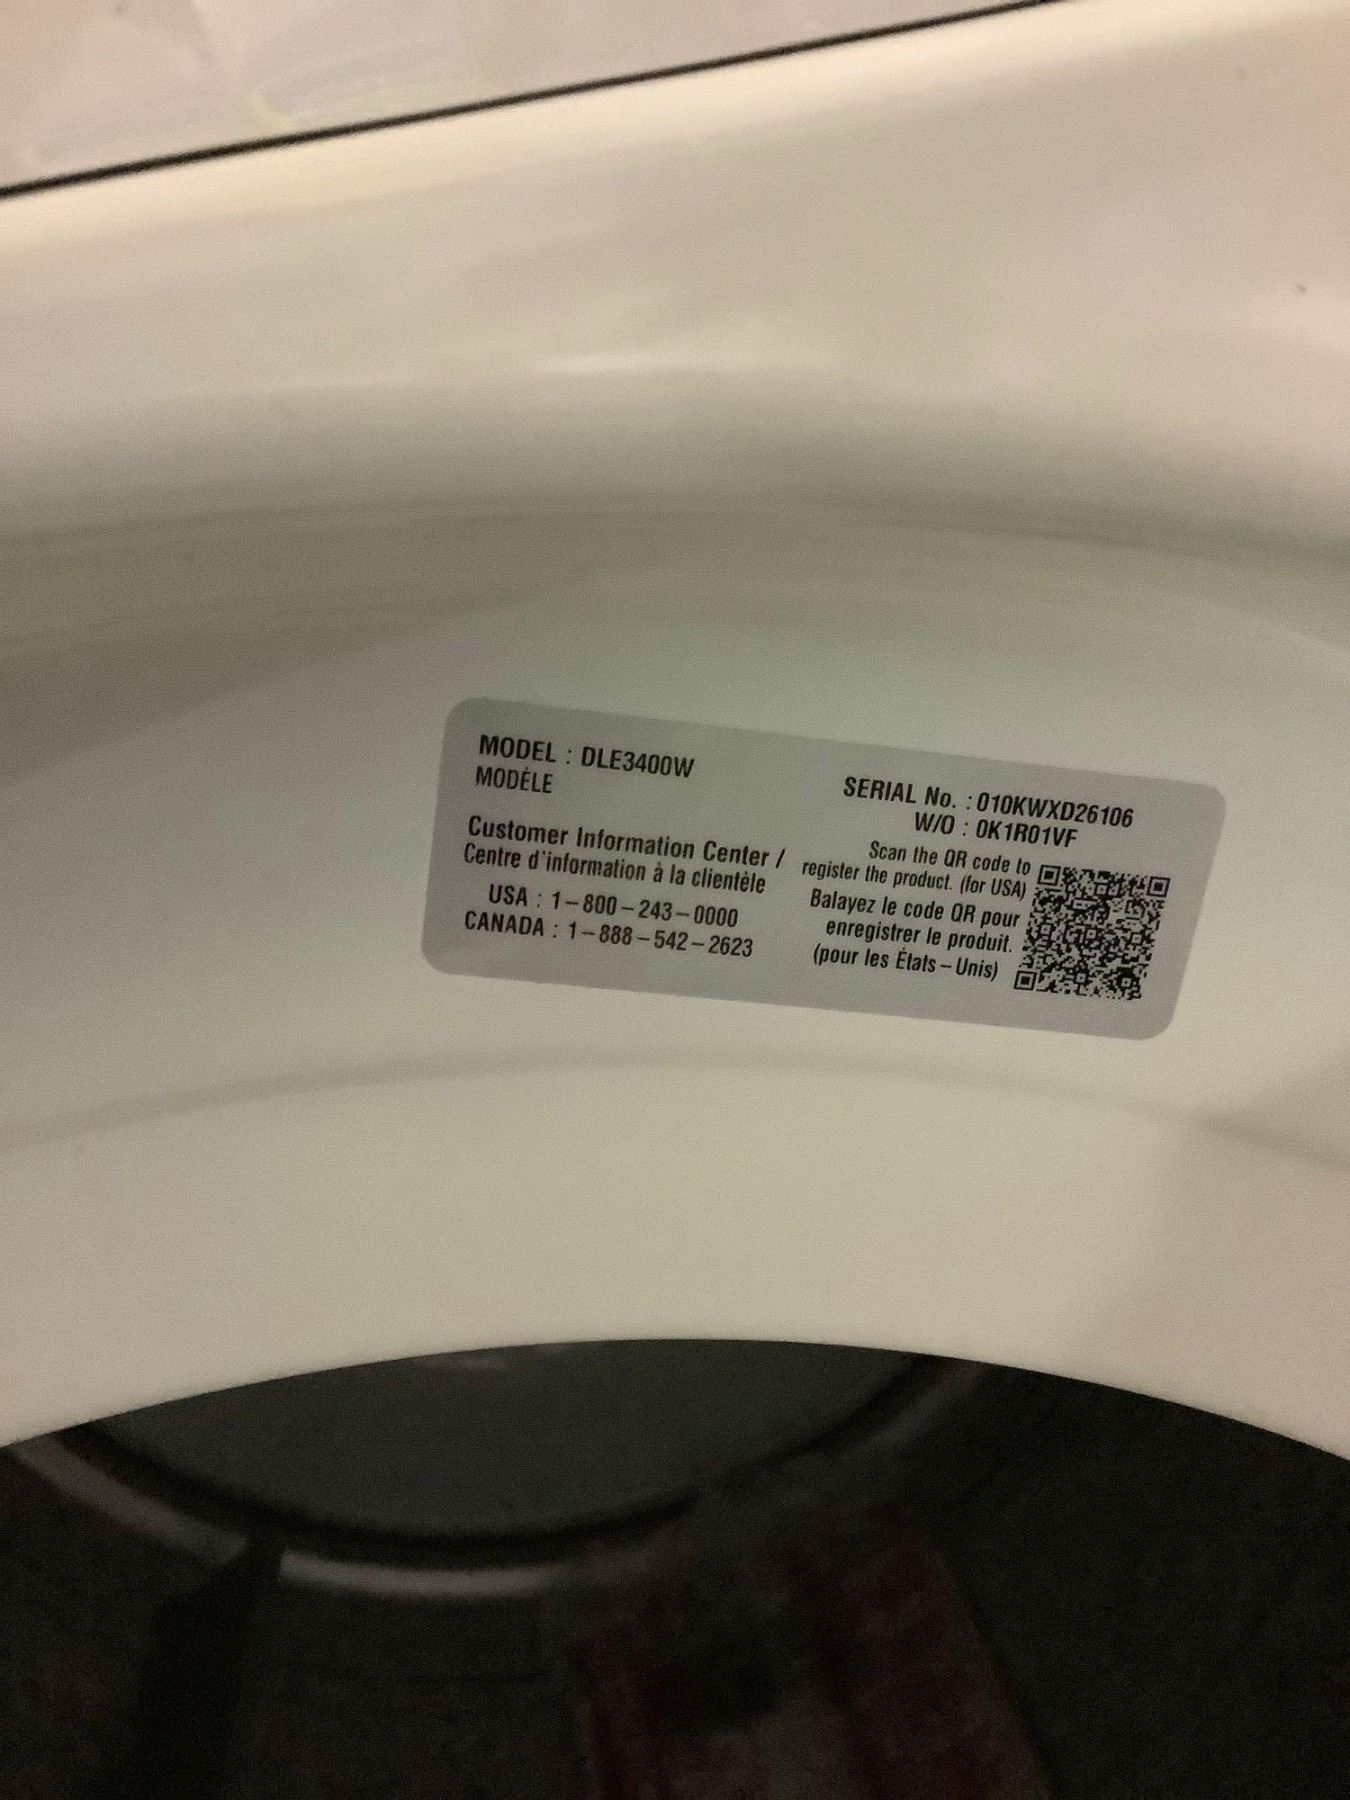 MODEL : DLE3400W
MODÈLE
Customer Information Center /
Centre d'information à la clientèle
USA : 1-800-243-0000
CANADA : 1-888-542-2623
SERIAL No. : 010KWXD26106
W/O : 0K1R01VF
Scan the QR code to
register the product. (for USA)
Balayez le code QR pour
enregistrer le produit.
(pour les États-Unis)